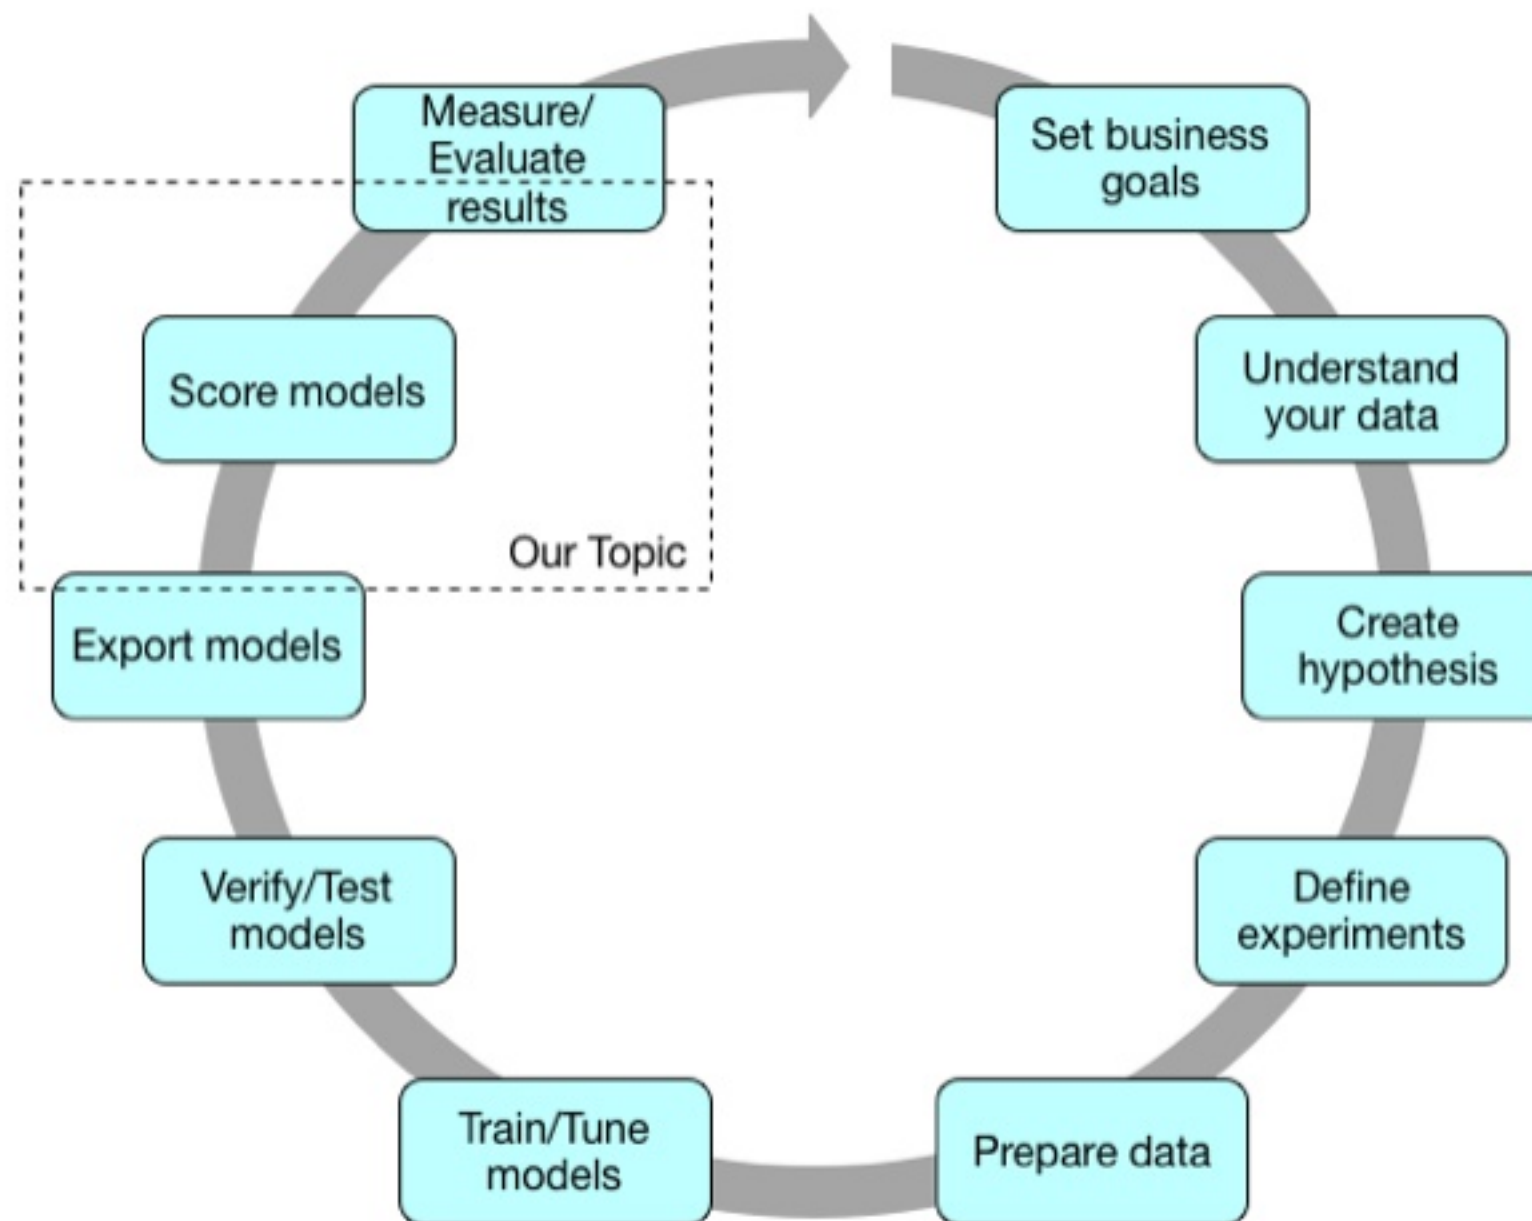 Measure/
Evaluate
results
Set business
goals
Understand
your data
Create
hypothesis
Define
experiments
Prepare data
Train/Tune
models
Verify/Test
models
Export models
Score models
Our Topic